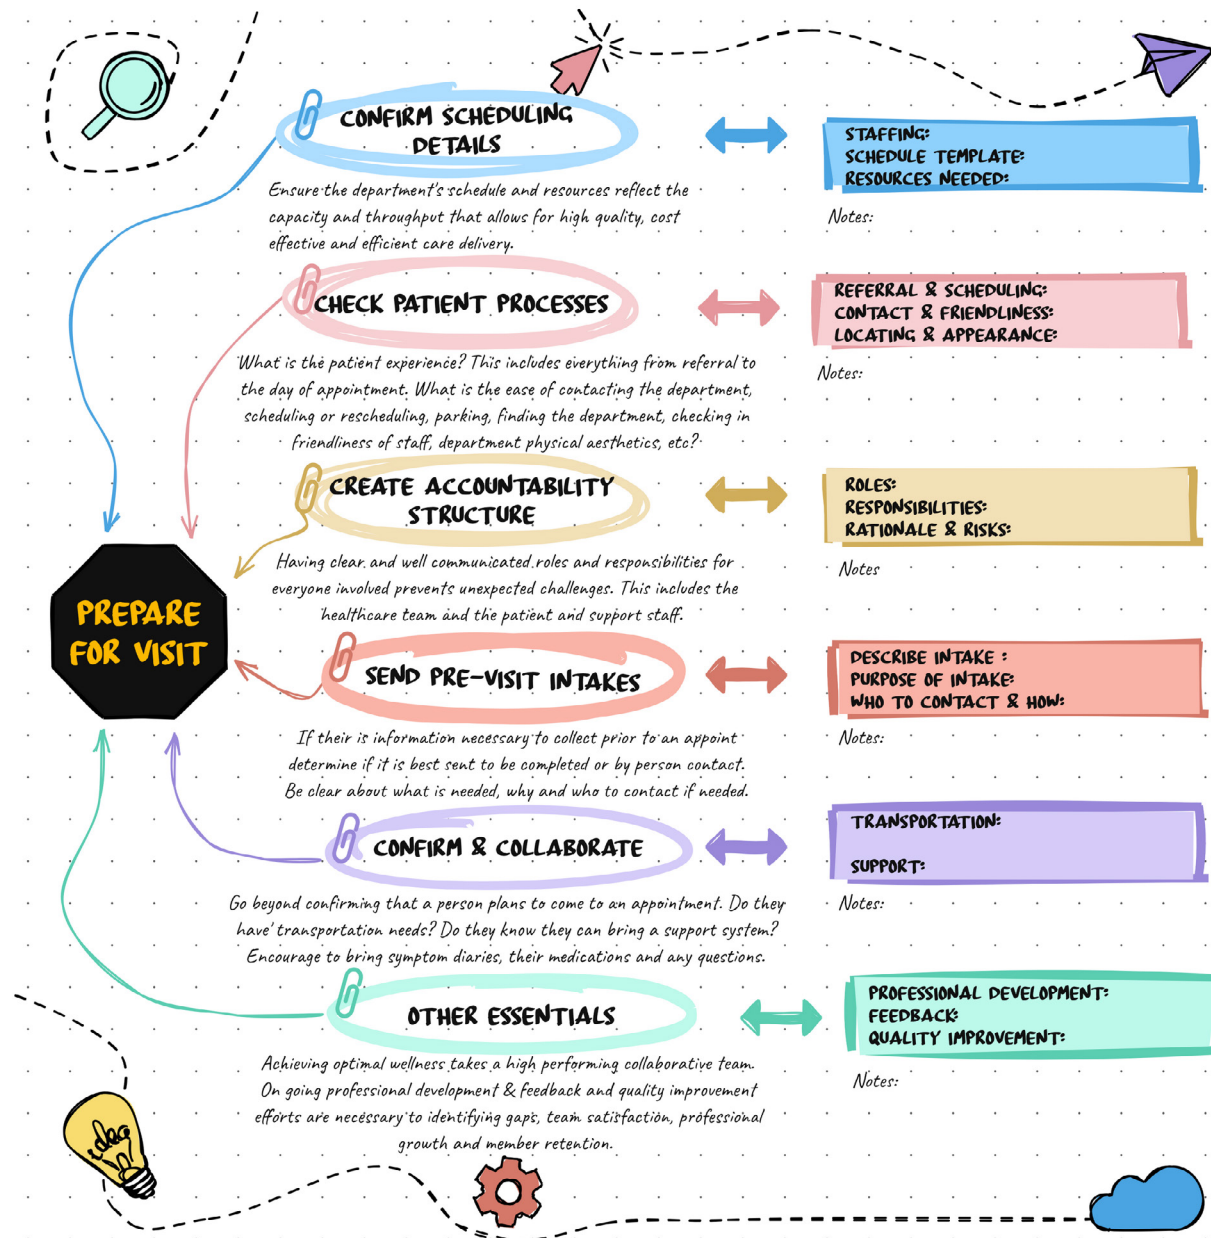 CONFIRM SCHEDULING
DETAILS
Ensure the department's schedule and resources reflect the
capacity and throughput that allows for high quality, cost
effective and efficient care delivery.
STAFFING:
SCHEDULE TEMPLATE:
RESOURCES NEEDED:
Notes:
CHECK PATIENT PROCESSES
What is the patient experience? This includes everything from referral to
the day of appointment. What is the ease of contacting the department,
scheduling or rescheduling, parking, finding the department, checking in
friendliness of staff, department physical aesthetics, etc?
REFERRAL & SCHEDULING:
CONTACT & FRIENDLINESS:
LOCATING & APPEARANCE:
Notes:
CREATE ACCOUNTABILITY
STRUCTURE
Having clear and well communicated roles and responsibilities for
everyone involved prevents unexpected challenges. This includes the
healthcare team and the patient and support staff.
ROLES:
RESPONSIBILITIES:
RATIONALE & RISKS:
Notes
PREPARE
FOR VISIT
SEND PRE-VISIT INTAKES
If their is information necessary to collect prior to an appoint
determine if it is best sent to be completed or by person contact.
Be clear about what is needed, why and who to contact if needed.
DESCRIBE INTAKE :
PURPOSE OF INTAKE:
WHO TO CONTACT & HOW:
Notes:
CONFIRM & COLLABORATE
Go beyond confirming that a person plans to come to an appointment. Do they
have transportation needs? Do they know they can bring a support system?
Encourage to bring symptom diaries, their medications and any questions.
TRANSPORTATION:
SUPPORT:
Notes:
OTHER ESSENTIALS
Achieving optimal wellness takes a high performing collaborative team.
On going professional development & feedback and quality improvement
efforts are necessary to identifying gaps, team satisfaction, professional
growth and member retention.
PROFESSIONAL DEVELOPMENT:
FEEDBACK:
QUALITY IMPROVEMENT:
Notes:
idea